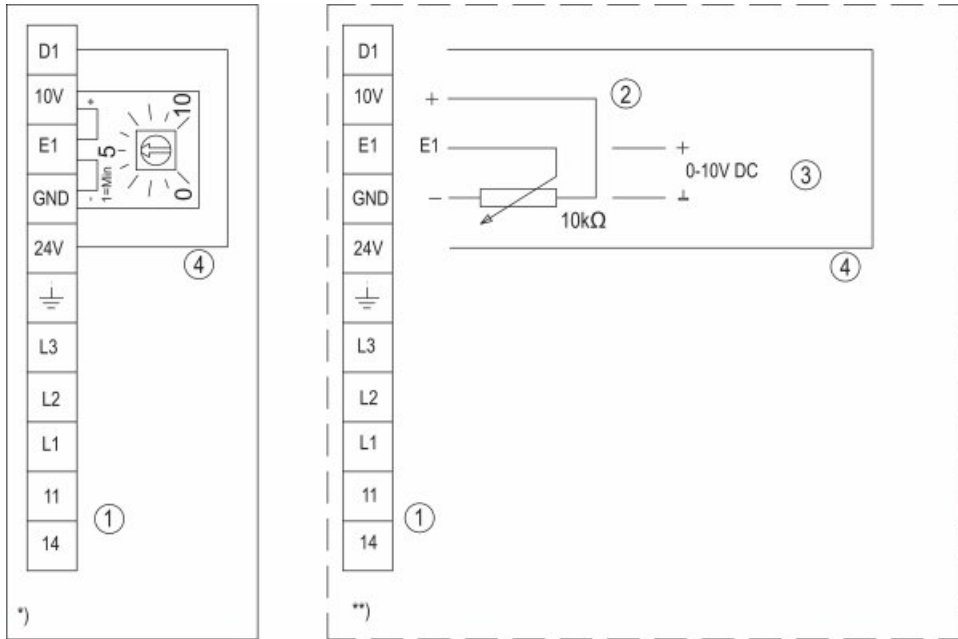 D1
10V
E1
GND
24V
L3
L2
L1
11
14
+
-
1=Min
0
5
10
④
①
*)
D1
10V
E1
GND
24V
L3
L2
L1
11
14
+
E1
−
10kΩ
②
+
0-10V DC
③
④
①
**)